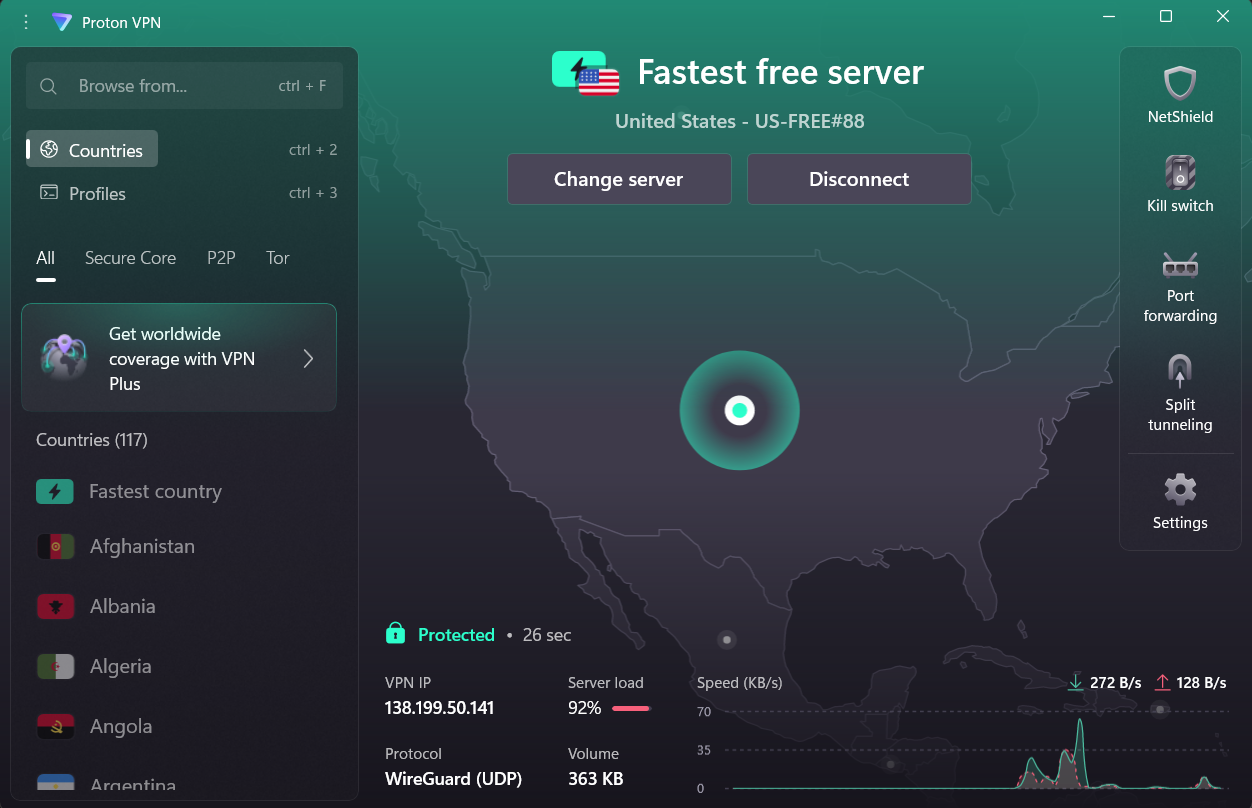 Proton VPN
Browse from...
ctrl + F
Countries
ctrl + 2
Profiles
ctrl + 3
All
Secure Core
P2P
Tor
Get worldwide
coverage with VPN
Plus
Countries (117)
Fastest country
Afghanistan
Albania
Algeria
Angola
Argentina
Fastest free server
United States - US-FREE#88
Change server
Disconnect
Protected • 26 sec
VPN IP
138.199.50.141
Server load
92%
Protocol
WireGuard (UDP)
Volume
363 KB
Speed (KB/s)
272 B/s
128 B/s
70
35
0
NetShield
Kill switch
Port
forwarding
Split
tunneling
Settings